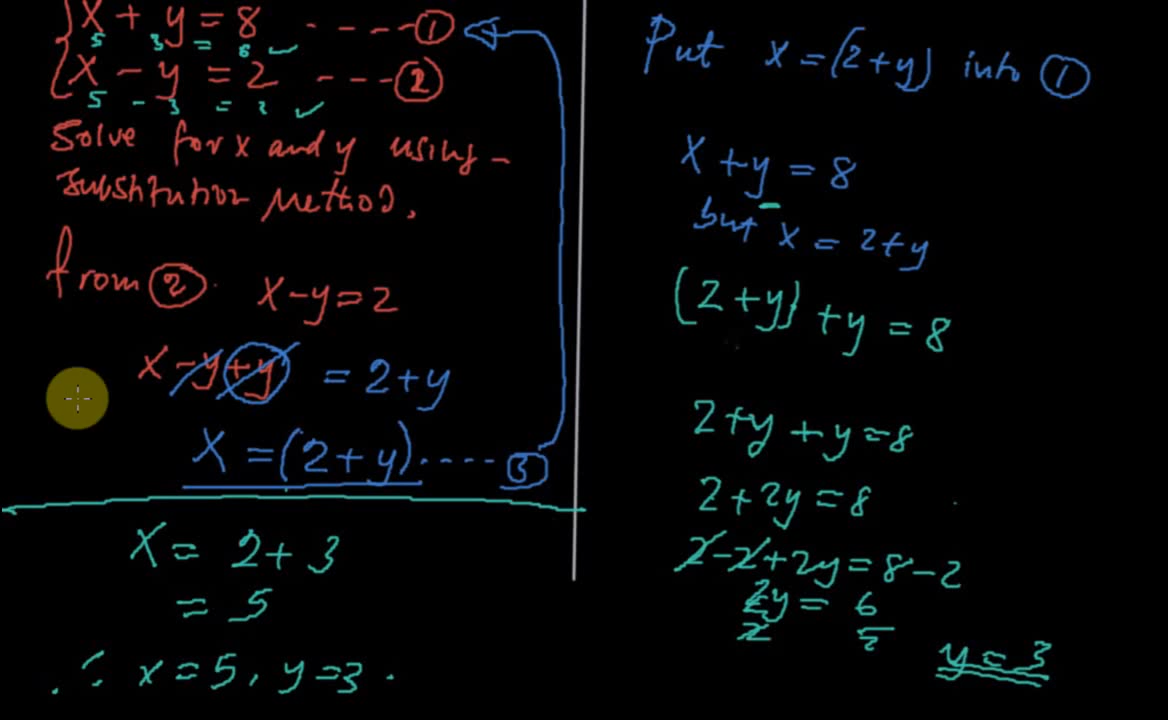 x + y = 8 ----- ①
5 3 = 8 ✓
x - y = 2 ---- ②
5 - 3 = 2 ✓
Solve for x and y using -
Substitution Method.
from ②. x-y=2
x -y+y = 2+y
x = (2+y) ..... ③
x = 2+3
= 5
∴ x=5, y=3.
Put x=(2+y) into ①
x + y = 8
but x = 2+y
(2+y) + y = 8
2+y + y = 8
2+2y = 8
2-2+2y = 8-2
2y = 6
2 2
y = 3